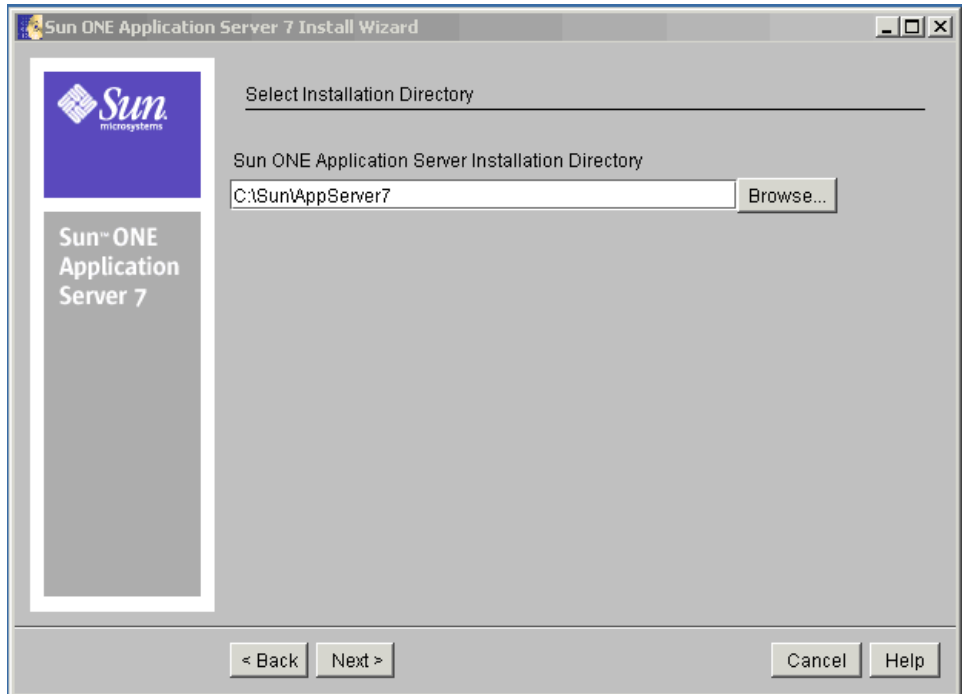 Sun ONE Application Server 7 Install Wizard
Sun
microsystems
Sun™ ONE
Application
Server 7
Select Installation Directory
Sun ONE Application Server Installation Directory
C:\Sun\AppServer7
Browse...
< Back
Next >
Cancel
Help